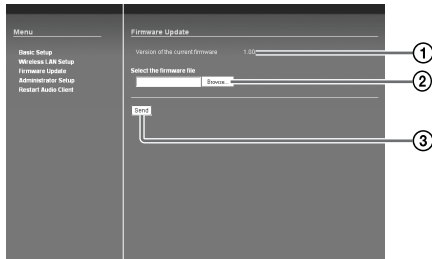 Menu
Basic Setup
Wireless LAN Setup
Firmware Update
Administrator Setup
Restart Audio Client
Firmware Update
Version of the current firmware 1.00
Select the firmware file
Browse...
Send
1
2
3